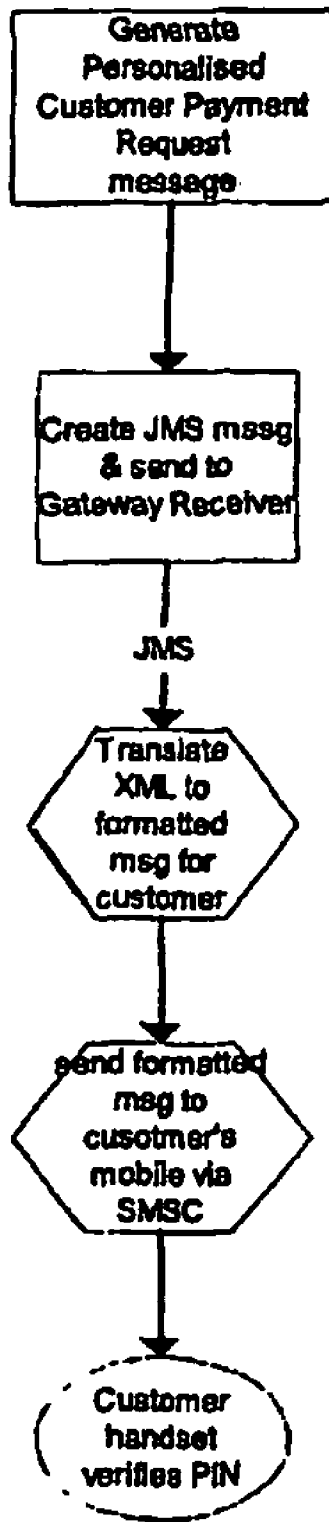 Generate
Personalised
Customer Payment
Request
message
Create JMS mssg
& send to
Gateway Receiver
JMS
Translate
XML to
formatted
msg for
customer
send formatted
msg to
cusotmer's
mobile via
SMSC
Customer
handset
verifies PIN